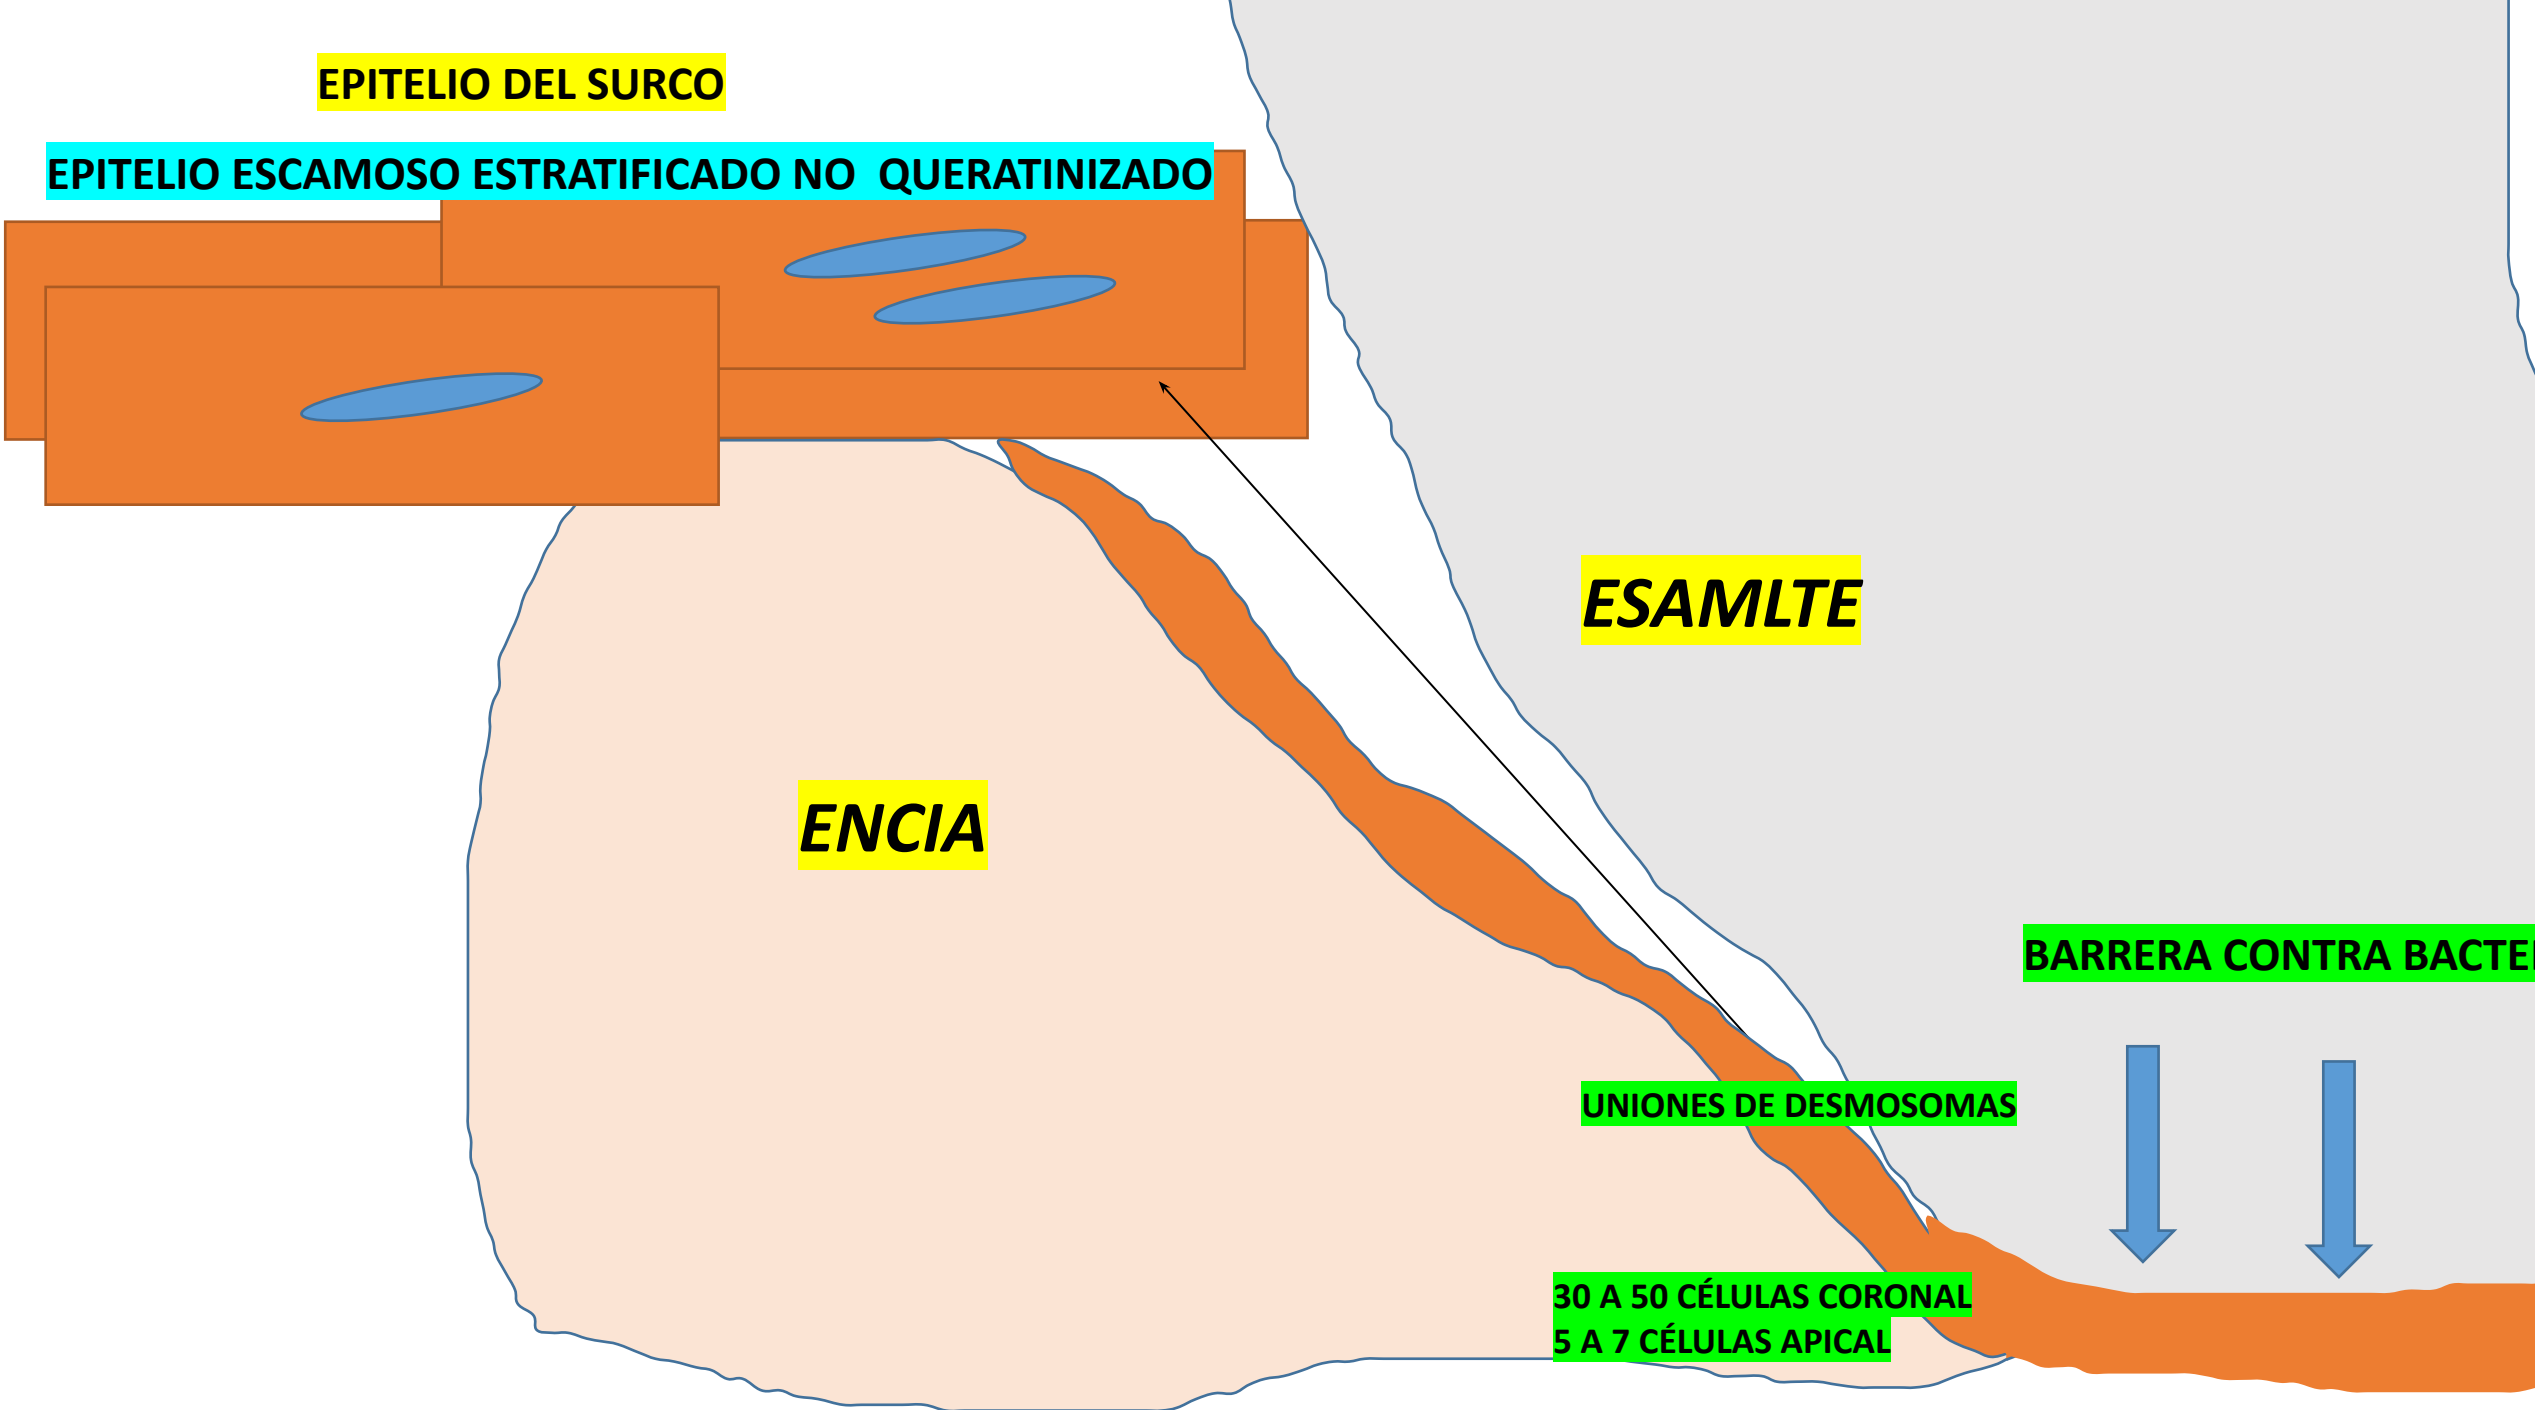 EPITELIO DEL SURCO
EPITELIO ESCAMOSO ESTRATIFICADO NO QUERATINIZADO
ESAMLTE
ENCIA
BARRERA CONTRA
UNIONES DE DESMOSOMAS
30 A 50 CÉLULAS CORONAL
5 A 7 CÉLULAS APICAL